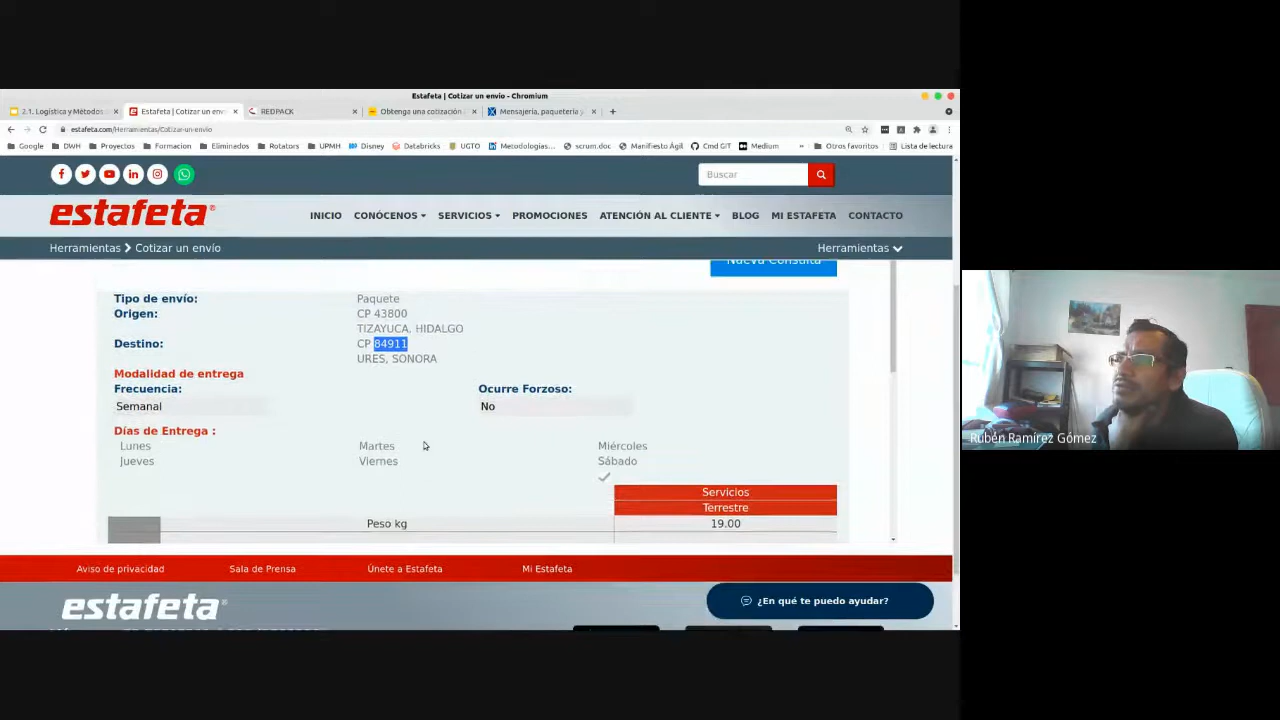 Estafeta | Cotizar un envío - Chromium
2.1. Logística y Métodos
Estafeta | Cotizar un env
REDPACK
Obtenga una cotización
Mensajería, paquetería y
estafeta.com/Herramientas/Cotizar-un-envio
Google DWH Proyectos Formacion Eliminados Rotators UPMH Disney Databricks UGTO Metodologías... scrum.doc Manifiesto Ágil Cmd GIT Medium » Otros favoritos Lista de lectura
Buscar
estafeta®
INICIO CONÓCENOS SERVICIOS PROMOCIONES ATENCIÓN AL CLIENTE BLOG MI ESTAFETA CONTACTO
Herramientas > Cotizar un envío Herramientas
Nueva Consulta
Tipo de envío: Paquete
Origen: CP 43800
TIZAYUCA, HIDALGO
Destino: CP 84911
URES, SONORA
Modalidad de entrega
Frecuencia: Ocurre Forzoso:
Semanal No
Días de Entrega :
Lunes Martes Miércoles
Jueves Viernes Sábado
Servicios
Terrestre
Peso kg 19.00
Aviso de privacidad Sala de Prensa Únete a Estafeta Mi Estafeta
estafeta®
¿En qué te puedo ayudar?
Rubén Ramírez Gómez